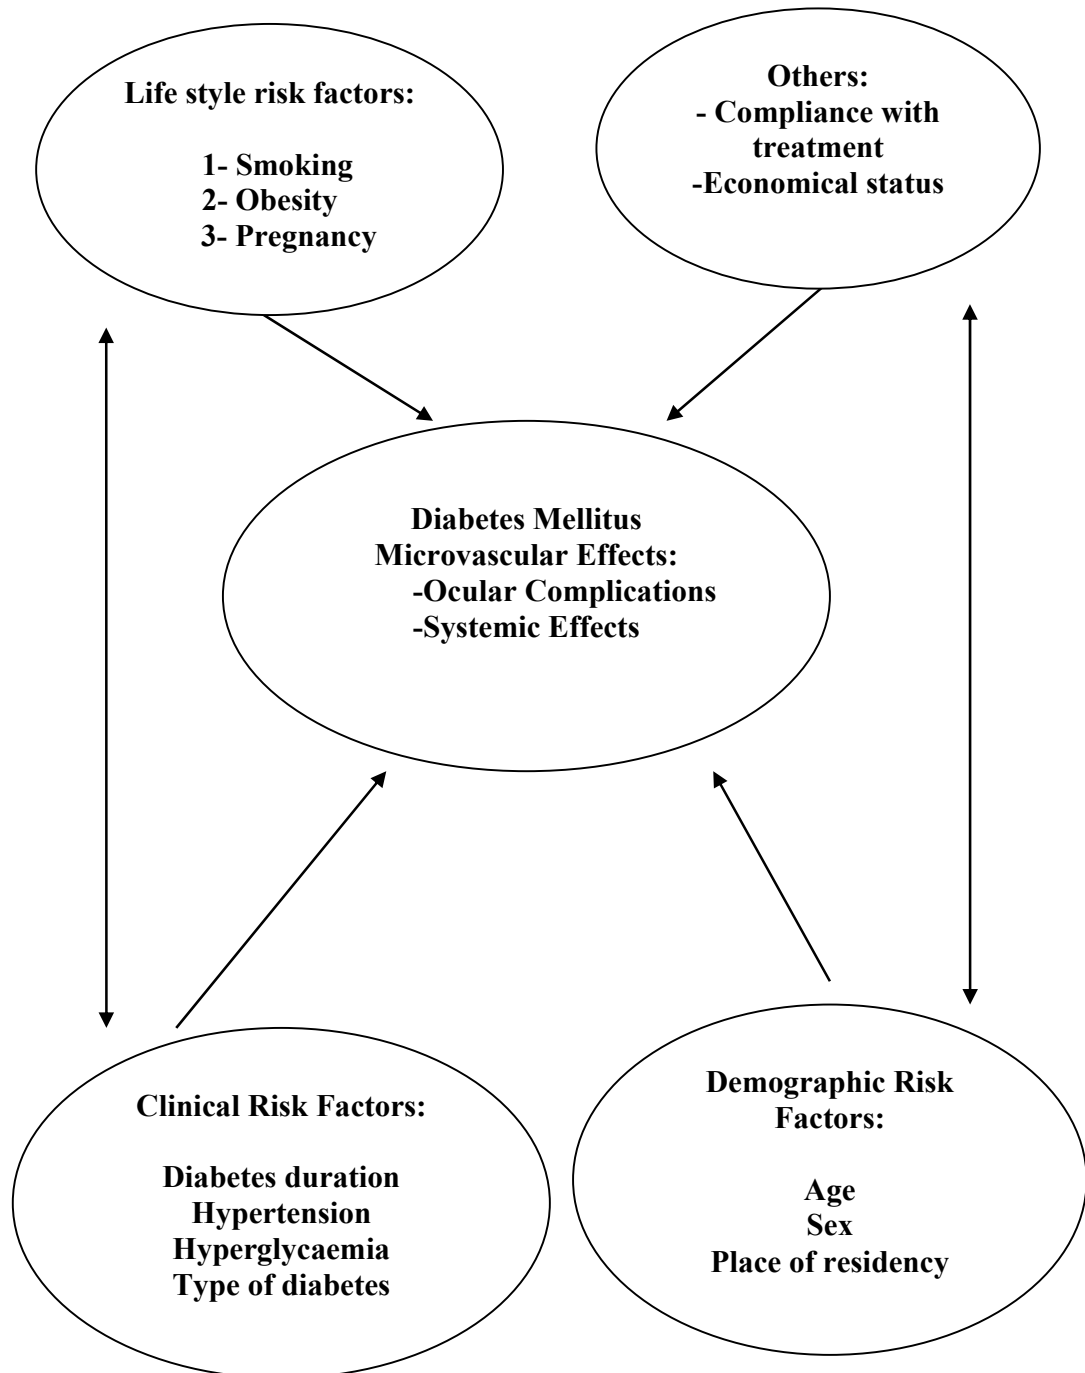 Life style risk factors:
1- Smoking
2- Obesity
3- Pregnancy
Others:
- Compliance with
treatment
-Economical status
Diabetes Mellitus
Microvascular Effects:
-Ocular Complications
-Systemic Effects
Clinical Risk Factors:
Diabetes duration
Hypertension
Hyperglycaemia
Type of diabetes
Demographic Risk
Factors:
Age
Sex
Place of residency